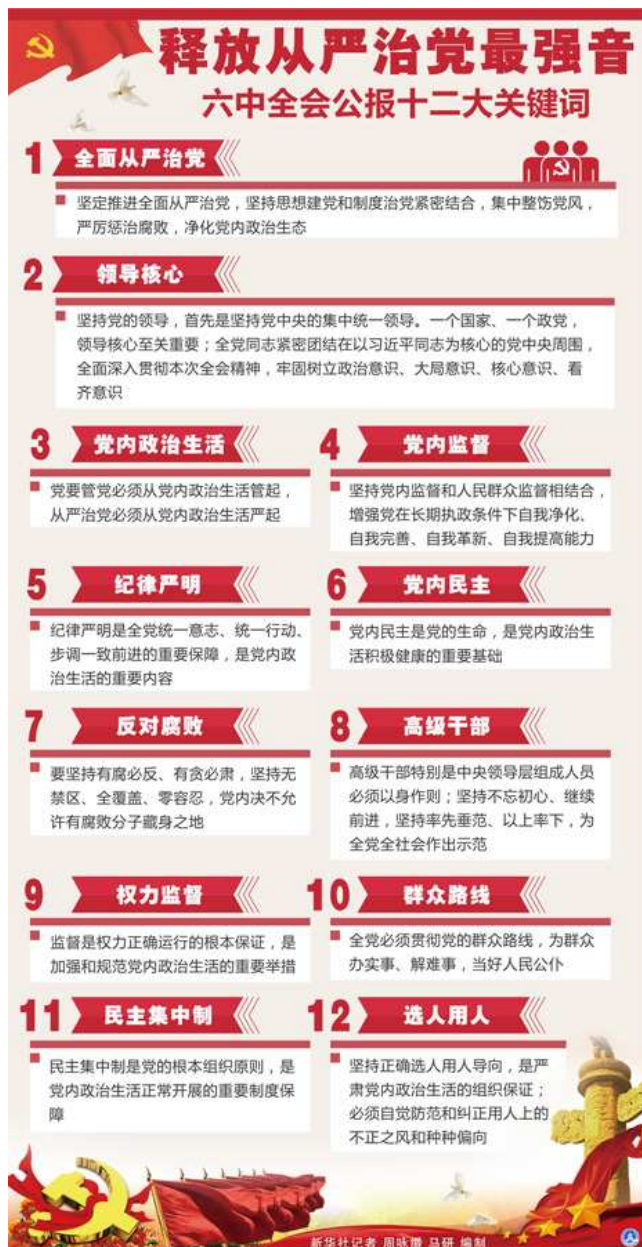 释放从严治党最强音
六中全会公报十二大关键词
1 全面从严治党
坚定推进全面从严治党，坚持思想建党和制度治党紧密结合，集中整饬党风，
严厉惩治腐败，净化党内政治生态
2 领导核心
坚持党的领导，首先是坚持党中央的集中统一领导。一个国家、一个政党，
领导核心至关重要；全党同志紧密团结在以习近平同志为核心的党中央周围，
全面深入贯彻本次全会精神，牢固树立政治意识、大局意识、核心意识、看
齐意识
3 党内政治生活
党要管党必须从党内政治生活管起，
从严治党必须从党内政治生活严起
4 党内监督
坚持党内监督和人民群众监督相结合，
增强党在长期执政条件下自我净化、
自我完善、自我革新、自我提高能力
5 纪律严明
纪律严明是全党统一意志、统一行动、
步调一致前进的重要保障，是党内政
治生活的重要内容
6 党内民主
党内民主是党的生命，是党内政治生
活积极健康的重要基础
7 反对腐败
要坚持有腐必反、有贪必肃，坚持无
禁区、全覆盖、零容忍，党内决不允
许有腐败分子藏身之地
8 高级干部
高级干部特别是中央领导层组成人员
必须以身作则；坚持不忘初心、继续
前进，坚持率先垂范、以上率下，为
全党全社会作出示范
9 权力监督
监督是权力正确运行的根本保证，是
加强和规范党内政治生活的重要举措
10 群众路线
全党必须贯彻党的群众路线，为群众
办实事、解难事，当好人民公仆
11 民主集中制
民主集中制是党的根本组织原则，是
党内政治生活正常开展的重要制度保
障
12 选人用人
坚持正确选人用人导向，是严
肃党内政治生活的组织保证；
必须自觉防范和纠正用人上的
不正之风和种种偏向
新华社记者 周咏缗 马研 编制